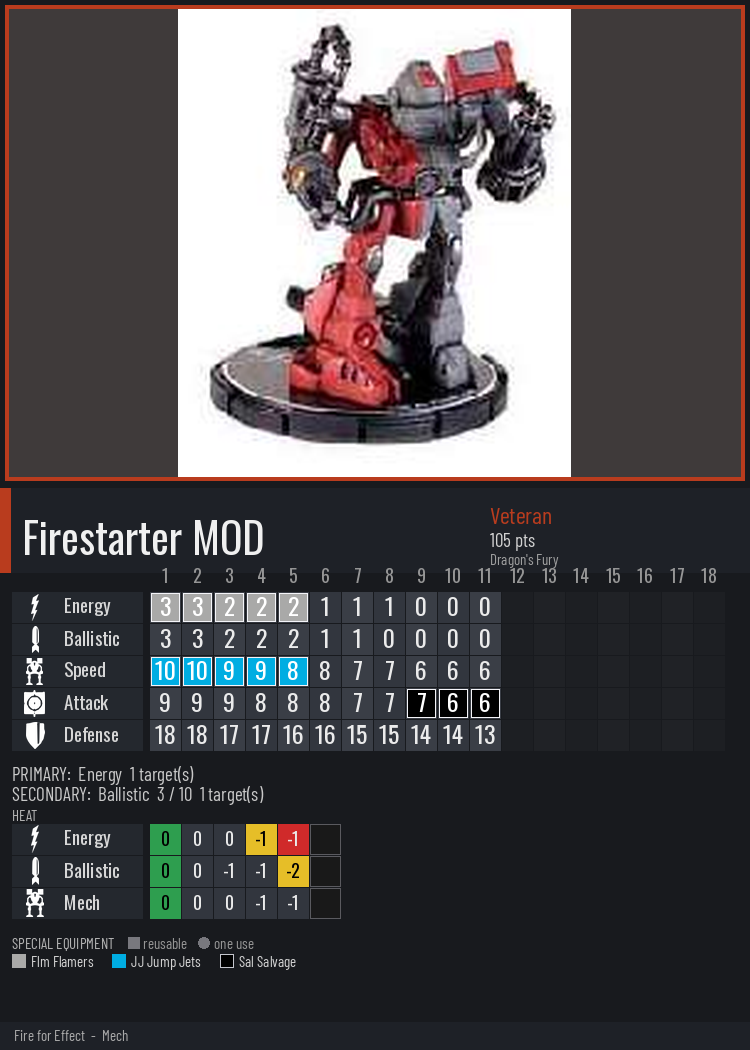 Firestarter MOD
Veteran
105 pts
Dragon's Fury
1 2 3 4 5 6 7 8 9 10 11 12 13 14 15 16 17 18
Energy 3 3 2 2 2 1 1 1 0 0 0
Ballistic 3 3 2 2 2 1 1 0 0 0 0
Speed 10 10 9 9 8 8 7 7 6 6 6
Attack 9 9 9 8 8 8 7 7 7 6 6
Defense 18 18 17 17 16 16 15 15 14 14 13
PRIMARY: Energy 1 target(s)
SECONDARY: Ballistic 3 / 10 1 target(s)
HEAT
Energy 0 0 0 -1 -1
Ballistic 0 0 -1 -1 -2
Mech 0 0 0 -1 -1
SPECIAL EQUIPMENT reusable one use
Flm Flamers JJ Jump Jets Sal Salvage
Fire for Effect - Mech